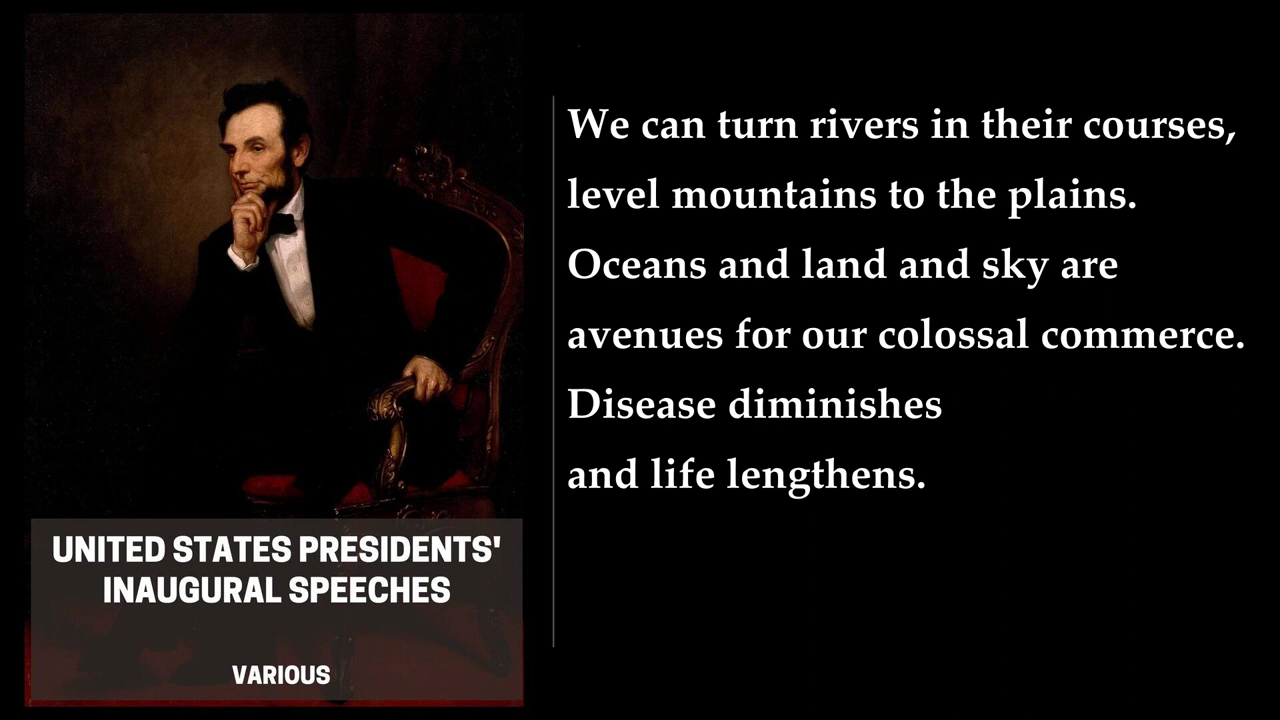 We can turn rivers in their courses,
level mountains to the plains.
Oceans and land and sky are
avenues for our colossal commerce.
Disease diminishes
and life lengthens.
UNITED STATES PRESIDENTS'
INAUGURAL SPEECHES
VARIOUS